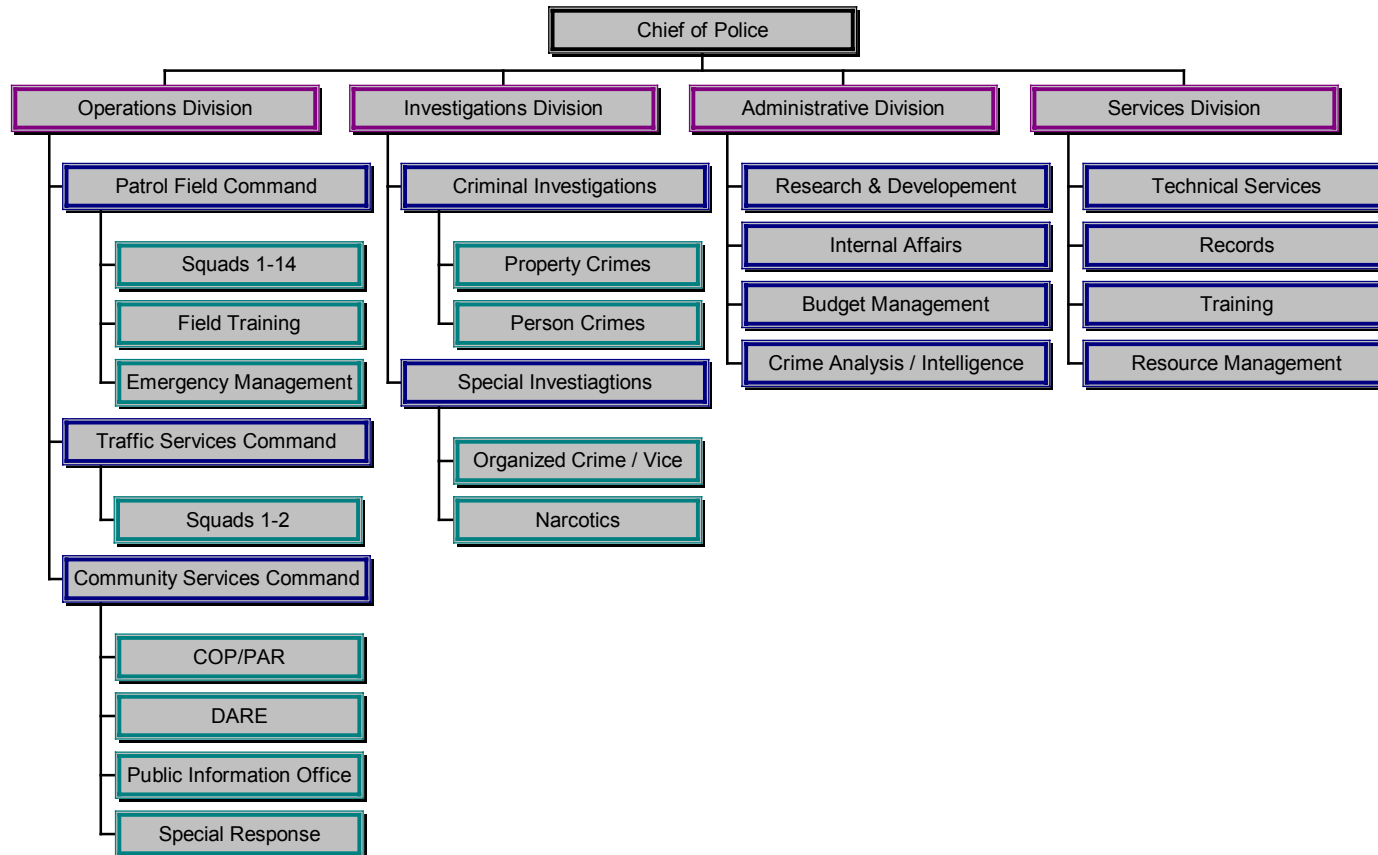 Chief of Police
Operations Division
Investigations Division
Administrative Division
Services Division
Patrol Field Command
Squads 1-14
Field Training
Emergency Management
Traffic Services Command
Squads 1-2
Community Services Command
COP/PAR
DARE
Public Information Office
Special Response
Criminal Investigations
Property Crimes
Person Crimes
Special Investiagtions
Organized Crime / Vice
Narcotics
Research & Developement
Internal Affairs
Budget Management
Crime Analysis / Intelligence
Technical Services
Records
Training
Resource Management